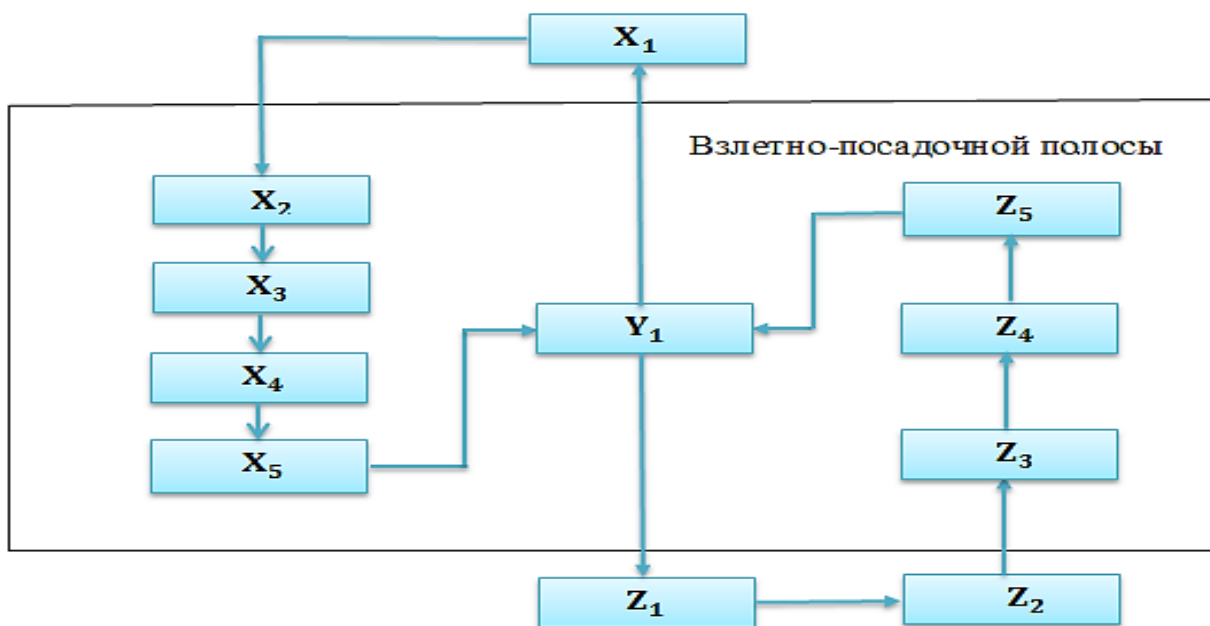 X₁
Взлетно-посадочной полосы
X₂
Z₅
X₃
Y₁
Z₄
X₄
Z₃
X₅
Z₁
Z₂